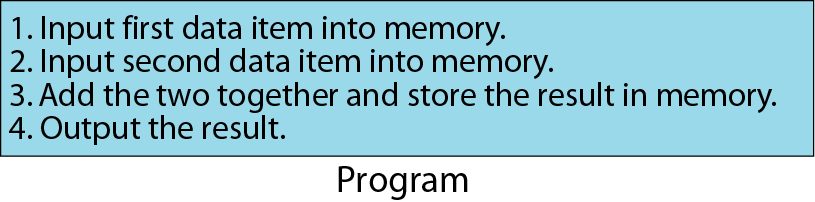 1. Input first data item into memory.
2. Input second data item into memory.
3. Add the two together and store the result in memory.
4. Output the result.
Program